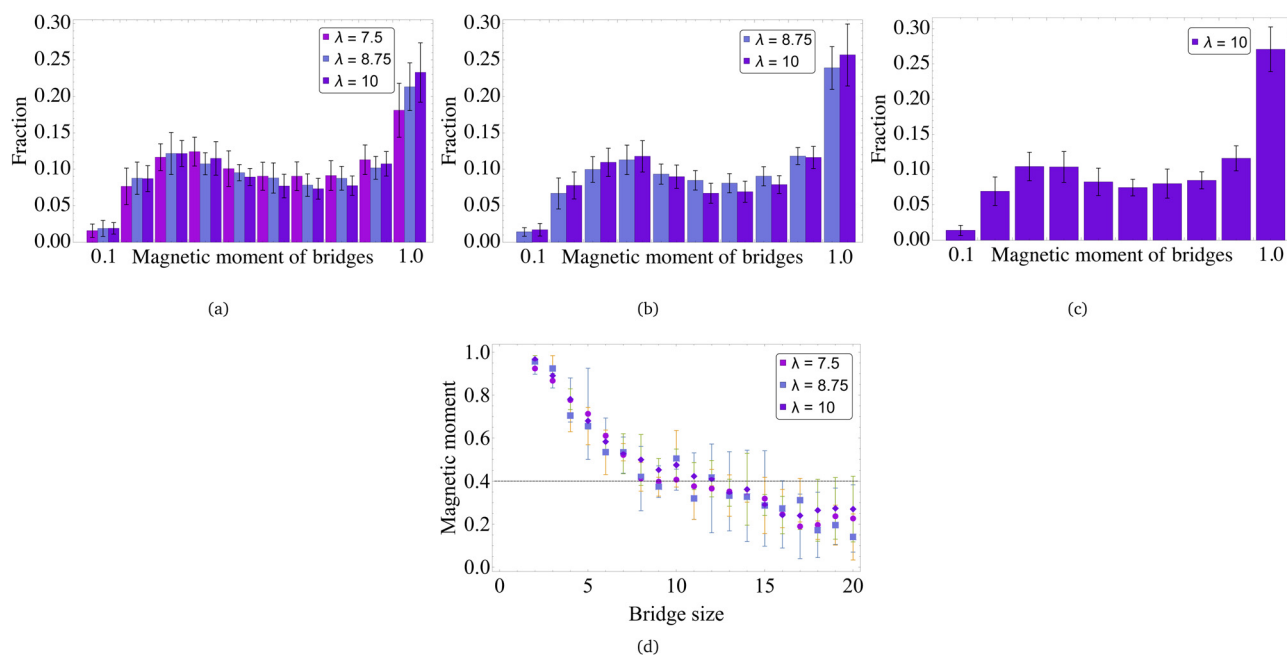 0.30
0.25
0.20
0.15
0.10
0.05
0.00
Fraction
λ = 7.5
λ = 8.75
λ = 10
0.1 Magnetic moment of bridges 1.0
(a)
0.30
0.25
0.20
0.15
0.10
0.05
0.00
Fraction
λ = 8.75
λ = 10
0.1 Magnetic moment of bridges 1.0
(b)
0.30
0.25
0.20
0.15
0.10
0.05
0.00
Fraction
λ = 10
0.1 Magnetic moment of bridges 1.0
(c)
1.0
0.8
0.6
0.4
0.2
0.0
Magnetic moment
λ = 7.5
λ = 8.75
λ = 10
0 5 10 15 20
Bridge size
(d)